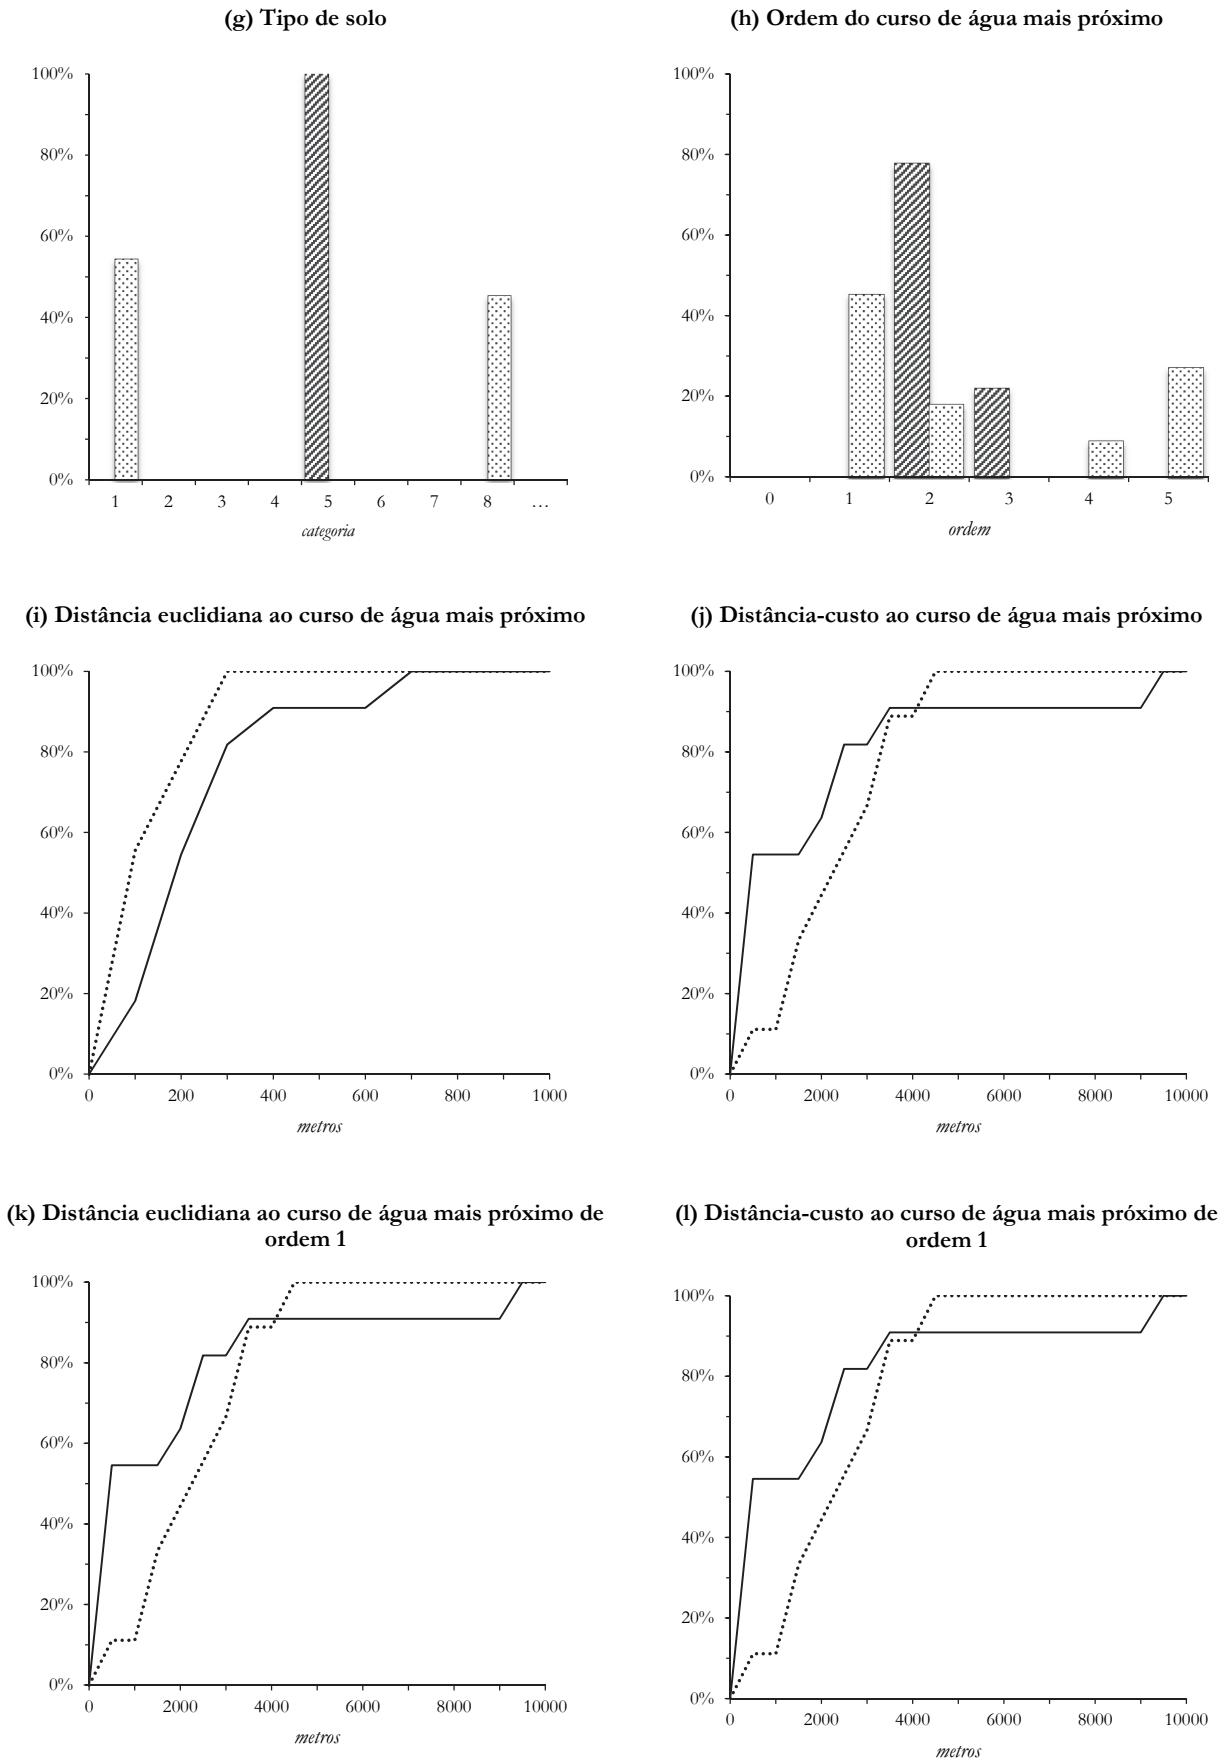 (g) Tipo de solo
100%
80%
60%
40%
20%
0%
1 2 3 4 5 6 7 8 …
categoria
(h) Ordem do curso de água mais próximo
100%
80%
60%
40%
20%
0%
0 1 2 3 4 5
ordem
(i) Distância euclidiana ao curso de água mais próximo
100%
80%
60%
40%
20%
0%
0 200 400 600 800 1000
metros
(j) Distância-custo ao curso de água mais próximo
100%
80%
60%
40%
20%
0%
0 2000 4000 6000 8000 10000
metros
(k) Distância euclidiana ao curso de água mais próximo de
ordem 1
100%
80%
60%
40%
20%
0%
0 2000 4000 6000 8000 10000
metros
(l) Distância-custo ao curso de água mais próximo de
ordem 1
100%
80%
60%
40%
20%
0%
0 2000 4000 6000 8000 10000
metros